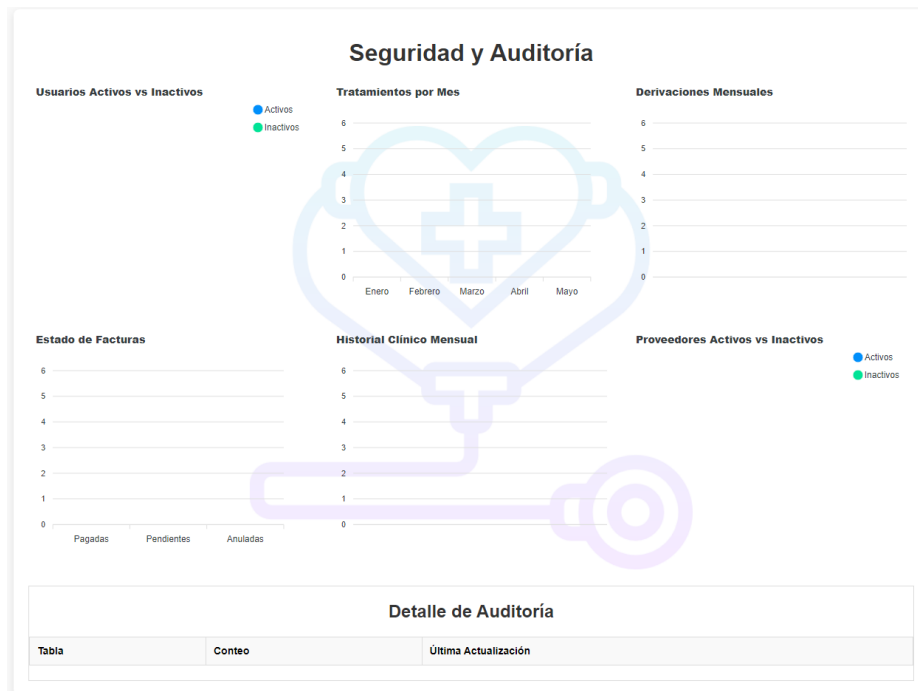 Seguridad y Auditoría
Usuarios Activos vs Inactivos
Activos
Inactivos
Tratamientos por Mes
6
5
4
3
2
1
0
Enero Febrero Marzo Abril Mayo
Derivaciones Mensuales
6
5
4
3
2
1
0
Estado de Facturas
6
5
4
3
2
1
0
Pagadas Pendientes Anuladas
Historial Clínico Mensual
6
5
4
3
2
1
0
Proveedores Activos vs Inactivos
Activos
Inactivos
Detalle de Auditoría
Tabla Conteo Última Actualización